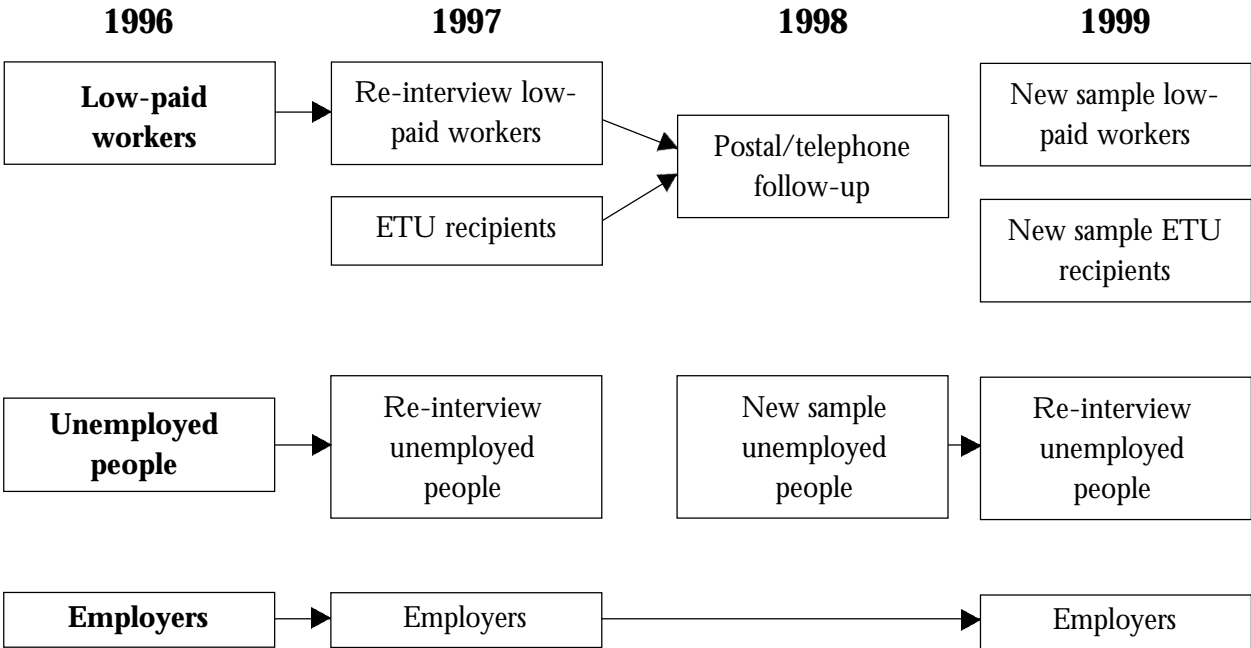 1996
1997
1998
1999
Low-paid
workers
Re-interview low-
paid workers
ETU recipients
Postal/telephone
follow-up
New sample low-
paid workers
New sample ETU
recipients
Unemployed
people
Re-interview
unemployed
people
New sample
unemployed
people
Re-interview
unemployed
people
Employers
Employers
Employers